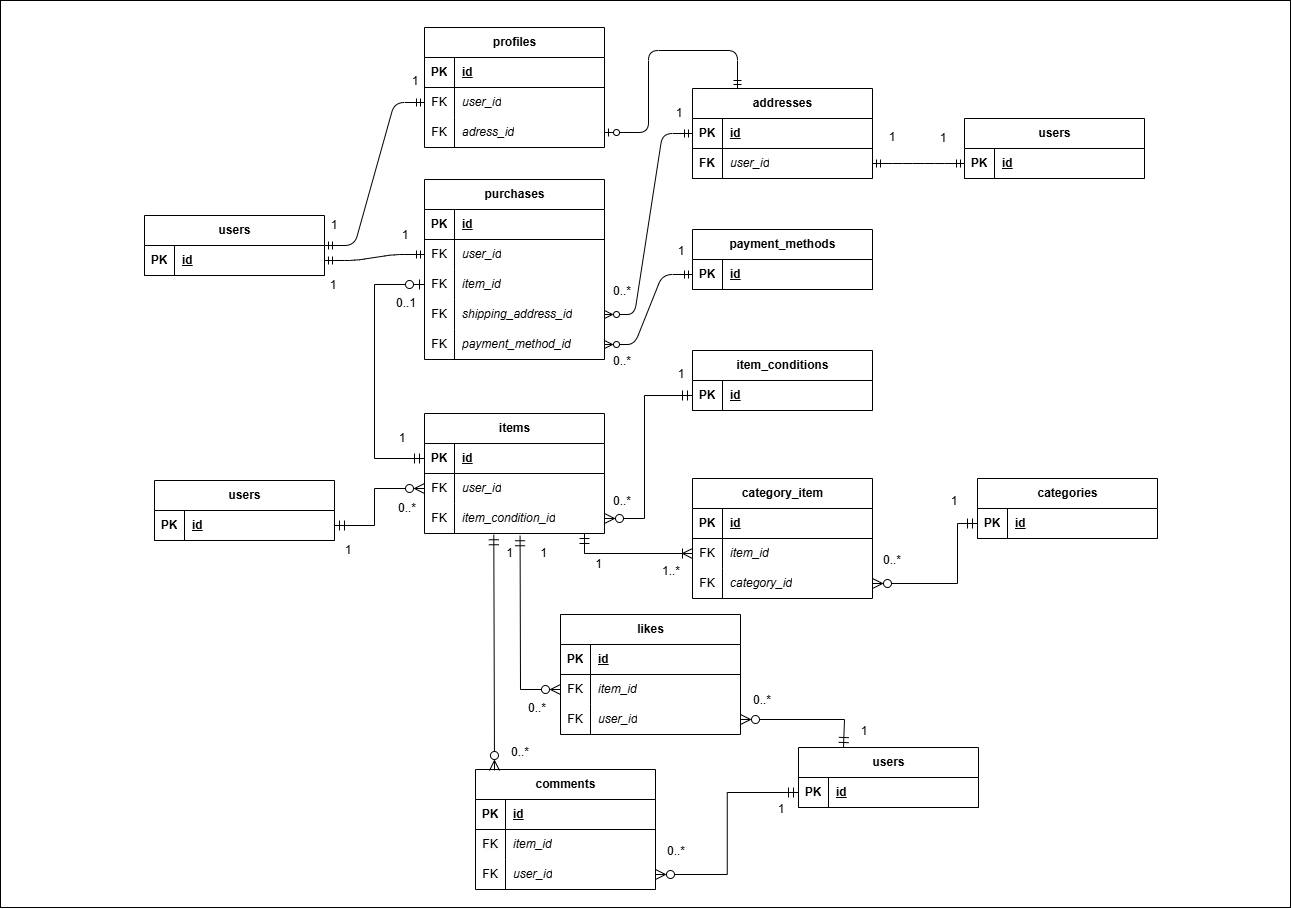 profiles
PK id
1
FK user_id
FK adress_id
addresses
1
PK id
FK user_id
1
1
users
PK id
purchases
PK id
1
FK user_id
0..1
FK item_id
FK shipping_address_id
0..*
FK payment_method_id
0..*
users
PK id
1
1
payment_methods
1
PK id
item_conditions
1
PK id
items
1
PK id
FK user_id
0..*
FK item_condition_id
0..*
users
PK id
1
1
1
1
category_item
PK id
FK item_id
1..*
FK category_id
0..*
categories
1
PK id
likes
PK id
FK item_id
0..*
FK user_id
0..*
1
users
PK id
1
0..*
comments
PK id
FK item_id
FK user_id
0..*